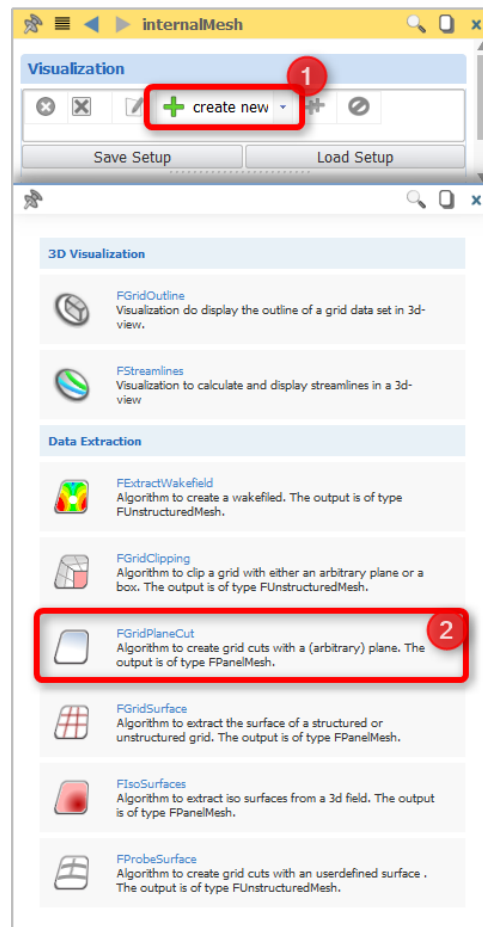 internalMesh
x
Visualization
1
create new
Save Setup
Load Setup
x
3D Visualization
FGridOutline
Visualization do display the outline of a grid data set in 3d-
view.
FStreamlines
Visualization to calculate and display streamlines in a 3d-
view
Data Extraction
FExtractWakefield
Algorithm to create a wakefiled. The output is of type
FUnstructuredMesh.
FGridClipping
Algorithm to clip a grid with either an arbitrary plane or a
box. The output is of type FUnstructuredMesh.
2
FGridPlaneCut
Algorithm to create grid cuts with a (arbitrary) plane. The
output is of type FPanelMesh.
FGridSurface
Algorithm to extract the surface of a structured or
unstructured grid. The output is of type FPanelMesh.
FIsoSurfaces
Algorithm to extract iso surfaces from a 3d field. The output
is of type FPanelMesh.
FProbeSurface
Algorithm to create grid cuts with an userdefined surface .
The output is of type FUnstructuredMesh.